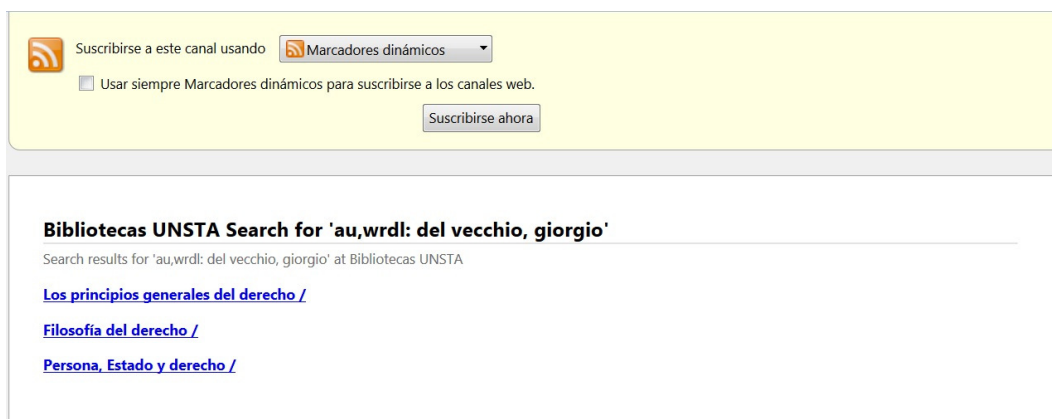 Suscribirse a este canal usando Marcadores dinámicos
Usar siempre Marcadores dinámicos para suscribirse a los canales web.
Suscribirse ahora
Bibliotecas UNSTA Search for 'au,wrdl: del vecchio, giorgio'
Search results for 'au,wrdl: del vecchio, giorgio' at Bibliotecas UNSTA
Los principios generales del derecho /
Filosofía del derecho /
Persona, Estado y derecho /